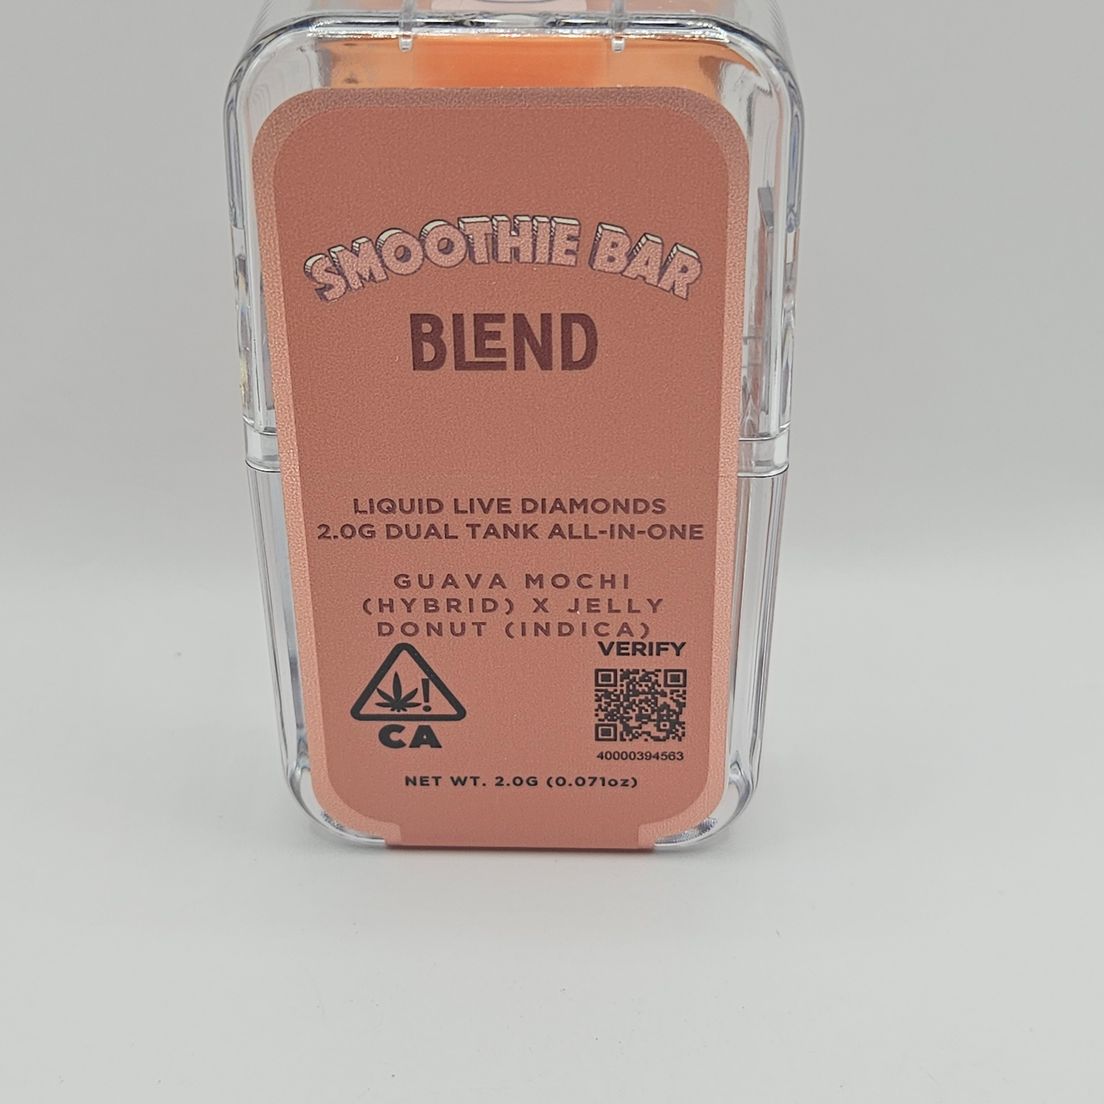 SMOOTHIE BAR
BLEND
LIQUID LIVE DIAMONDS
2.0G DUAL TANK ALL-IN-ONE
GUAVA MOCHI
(HYBRID) X JELLY
DONUT (INDICA)
VERIFY
!
CA
40000394563
NET WT. 2.0G (0.071oz)